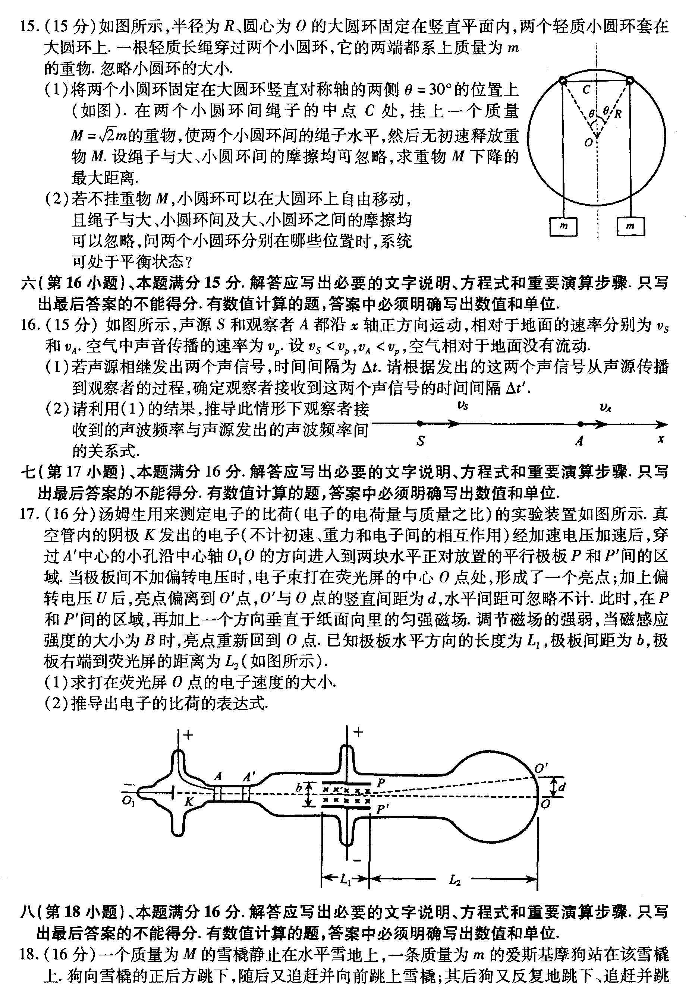 15. (15 分)如图所示,半径为 R、圆心为 O 的大圆环固定在竖直平面内,两个轻质小圆环套在
大圆环上. 一根轻质长绳穿过两个小圆环,它的两端都系上质量为 m
的重物. 忽略小圆环的大小.
(1)将两个小圆环固定在大圆环竖直对称轴的两侧 θ = 30°的位置上
(如图). 在两个小圆环间绳子的中点 C 处,挂上一个质量
M = √2m的重物,使两个小圆环间的绳子水平,然后无初速释放重
物 M. 设绳子与大、小圆环间的摩擦均可忽略,求重物 M 下降的
最大距离.
(2)若不挂重物 M,小圆环可以在大圆环上自由移动,
且绳子与大、小圆环间及大、小圆环之间的摩擦均
可以忽略,问两个小圆环分别在哪些位置时,系统
可处于平衡状态?
C
θ θ R
O
m m
六(第 16 小题)、本题满分 15 分. 解答应写出必要的文字说明、方程式和重要演算步骤. 只写
出最后答案的不能得分. 有数值计算的题,答案中必须明确写出数值和单位.
16. (15 分) 如图所示,声源 S 和观察者 A 都沿 x 轴正方向运动,相对于地面的速率分别为 vS
和 vA. 空气中声音传播的速率为 vp. 设 vS < vp,vA < vp,空气相对于地面没有流动.
(1)若声源相继发出两个声信号,时间间隔为 Δt. 请根据发出的这两个声信号从声源传播
到观察者的过程,确定观察者接收到这两个声信号的时间间隔 Δt′.
(2)请利用(1)的结果,推导此情形下观察者接
收到的声波频率与声源发出的声波频率间
的关系式.
vS vA
S A x
七(第 17 小题)、本题满分 16 分. 解答应写出必要的文字说明、方程式和重要演算步骤. 只写
出最后答案的不能得分. 有数值计算的题,答案中必须明确写出数值和单位.
17. (16 分)汤姆生用来测定电子的比荷(电子的电荷量与质量之比)的实验装置如图所示. 真
空管内的阴极 K 发出的电子(不计初速、重力和电子间的相互作用)经加速电压加速后,穿
过 A′中心的小孔沿中心轴 O₁O 的方向进入到两块水平正对放置的平行极板 P 和 P′间的区
域. 当极板间不加偏转电压时,电子束打在荧光屏的中心 O 点处,形成了一个亮点;加上偏
转电压 U 后,亮点偏离到 O′点,O′与 O 点的竖直间距为 d,水平间距可忽略不计. 此时,在 P
和 P′间的区域,再加上一个方向垂直于纸面向里的匀强磁场. 调节磁场的强弱,当磁感应
强度的大小为 B 时,亮点重新回到 O 点. 已知极板水平方向的长度为 L₁,极板间距为 b,极
板右端到荧光屏的距离为 L₂(如图所示).
(1)求打在荧光屏 O 点的电子速度的大小.
(2)推导出电子的比荷的表达式.
+ +
A A′ O′
− b P d
O₁ K P′ O
−
L₁ L₂
八(第 18 小题)、本题满分 16 分. 解答应写出必要的文字说明、方程式和重要演算步骤. 只写
出最后答案的不能得分. 有数值计算的题,答案中必须明确写出数值和单位.
18. (16 分)一个质量为 M 的雪橇静止在水平雪地上,一条质量为 m 的爱斯基摩狗站在该雪橇
上. 狗向雪橇的正后方跳下,随后又追赶并向前跳上雪橇;其后狗又反复地跳下、追赶并跳